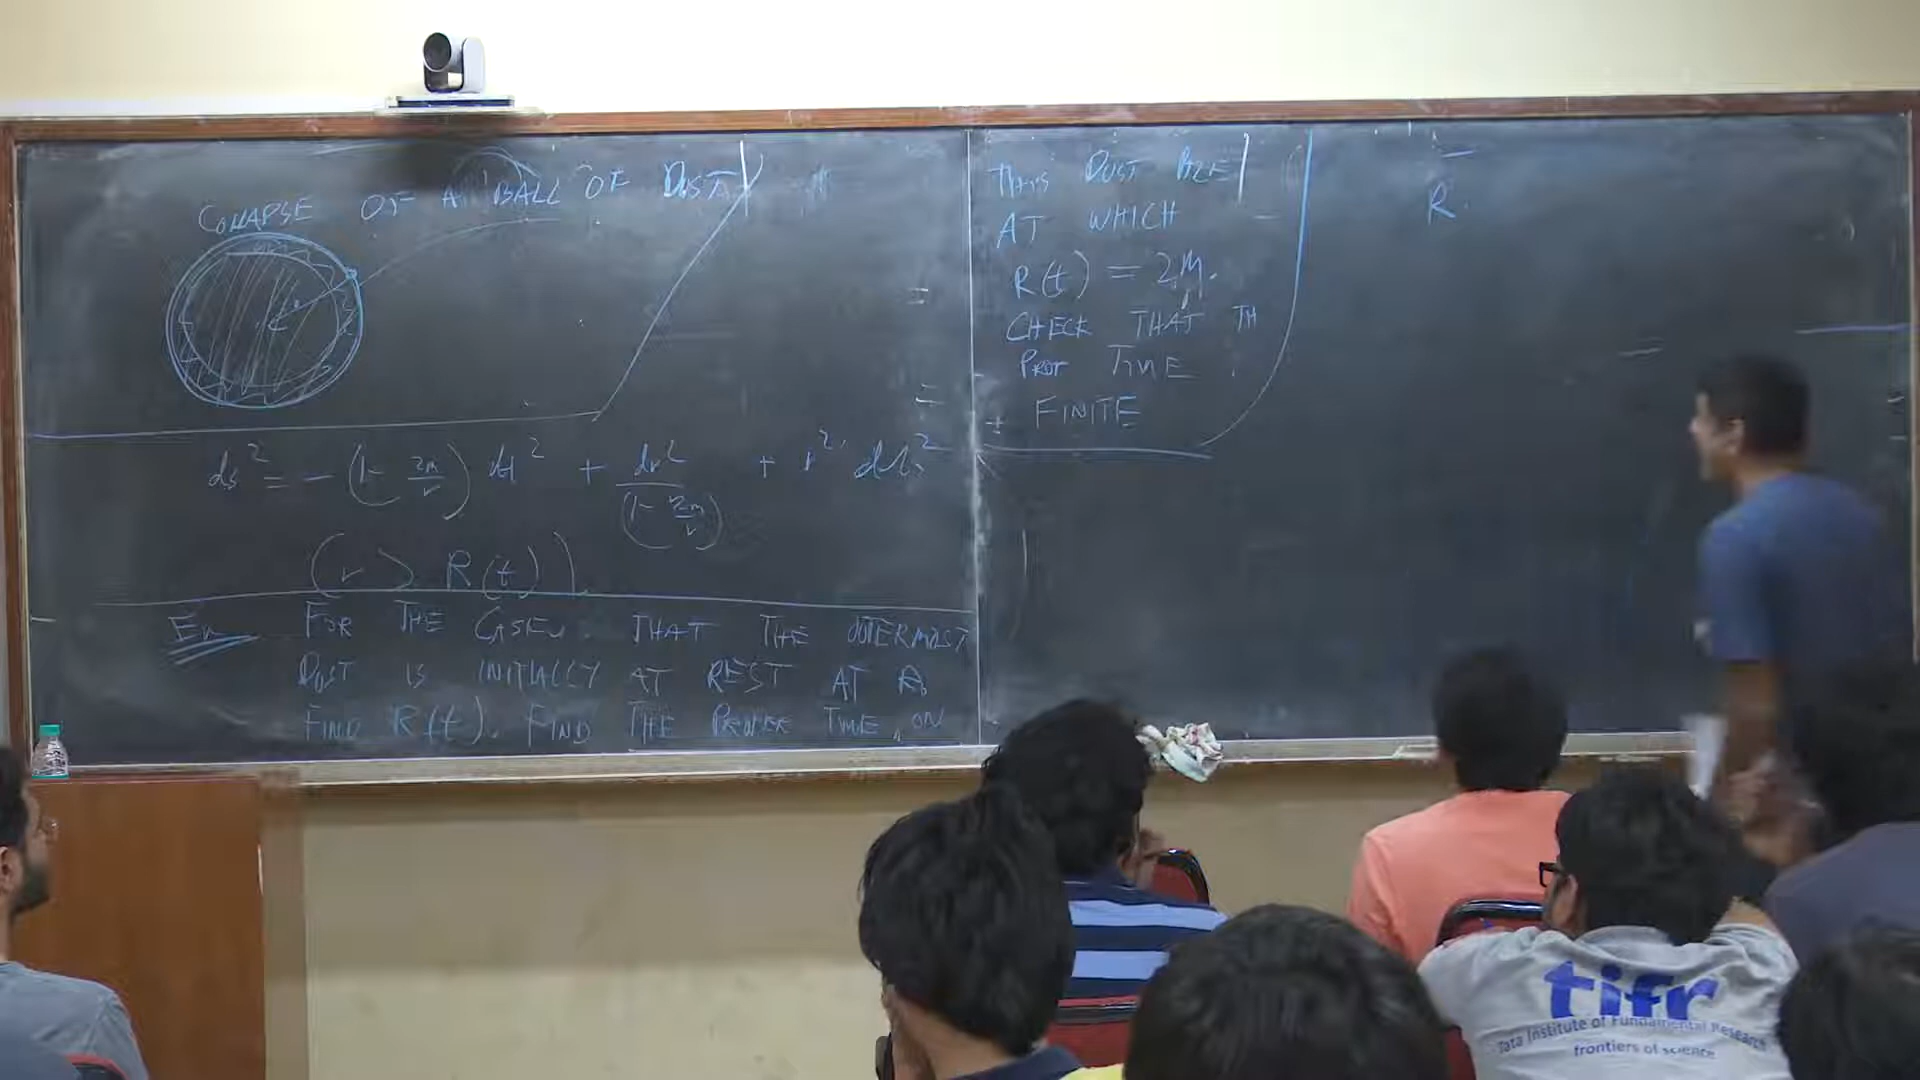 COLLAPSE OF A BALL OF DUST
ds² = -(1-2m/r) dt² + dr²/(1-2m/r) + r² dΩ²
(r > R(t))
Ex FOR THE CASE THAT THE OUTERMOST
DUST IS INITIALLY AT REST AT R₀
FIND R(t). FIND THE PROPER TIME ON
THIS DUST
AT WHICH
R(t) = 2M.
CHECK THAT TH
TIME
FINITE
R.
tifr
Tata Institute of Fundamental Research
frontiers of science